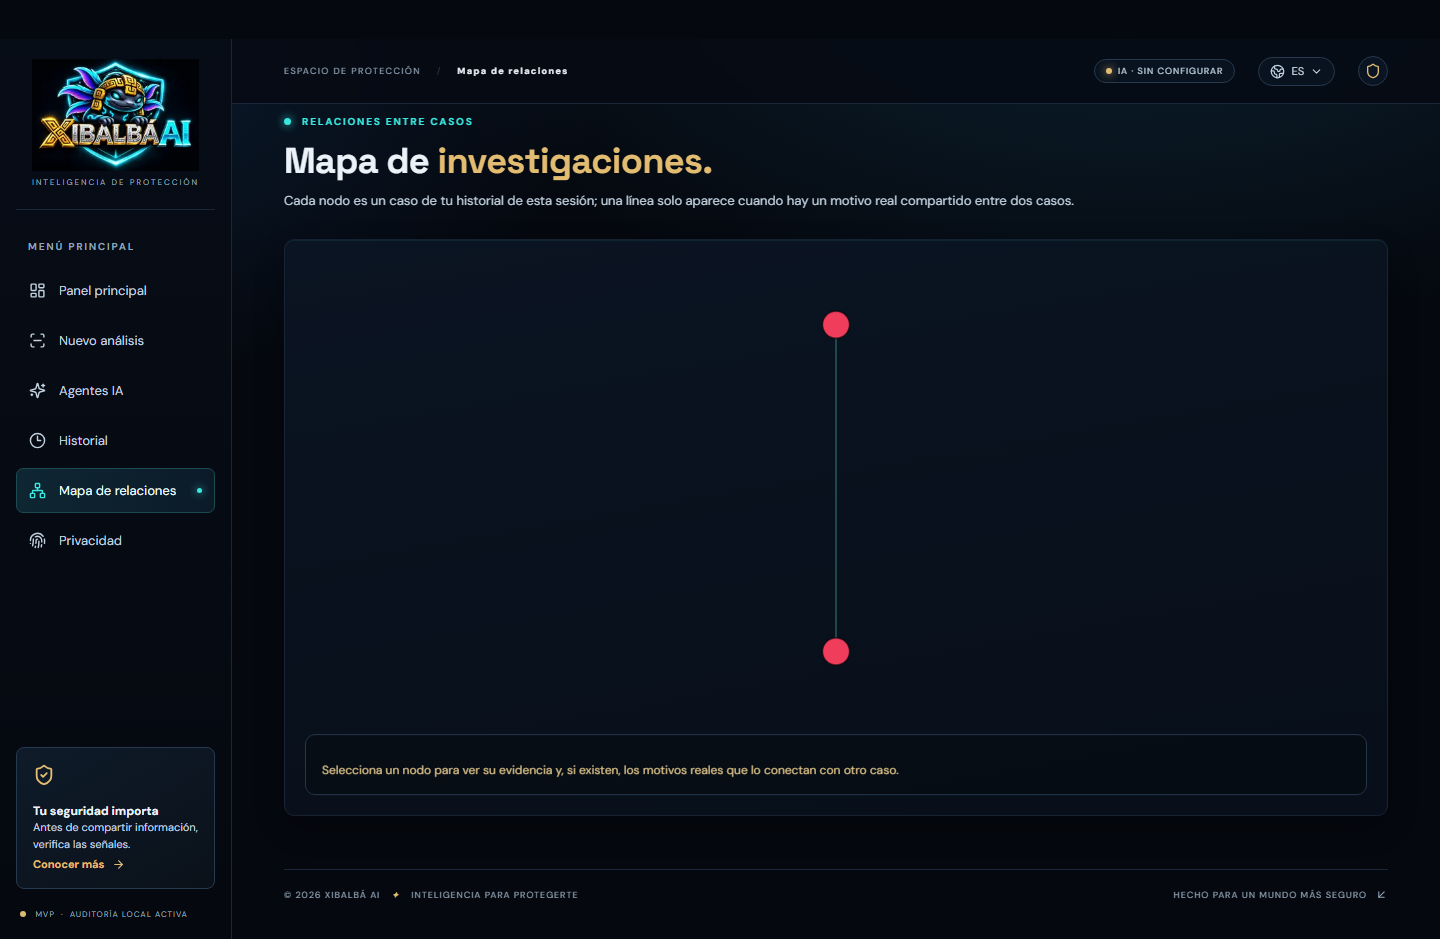 XIBALBÁ AI
INTELIGENCIA DE PROTECCIÓN
MENÚ PRINCIPAL
Panel principal
Nuevo análisis
Agentes IA
Historial
Mapa de relaciones
Privacidad
Tu seguridad importa
Antes de compartir información,
verifica las señales.
Conocer más
MVP · AUDITORÍA LOCAL ACTIVA
ESPACIO DE PROTECCIÓN / Mapa de relaciones
IA · SIN CONFIGURAR
ES
RELACIONES ENTRE CASOS
Mapa de investigaciones.
Cada nodo es un caso de tu historial de esta sesión; una línea solo aparece cuando hay un motivo real compartido entre dos casos.
Selecciona un nodo para ver su evidencia y, si existen, los motivos reales que lo conectan con otro caso.
© 2026 XIBALBÁ AI ✦ INTELIGENCIA PARA PROTEGERTE
HECHO PARA UN MUNDO MÁS SEGURO